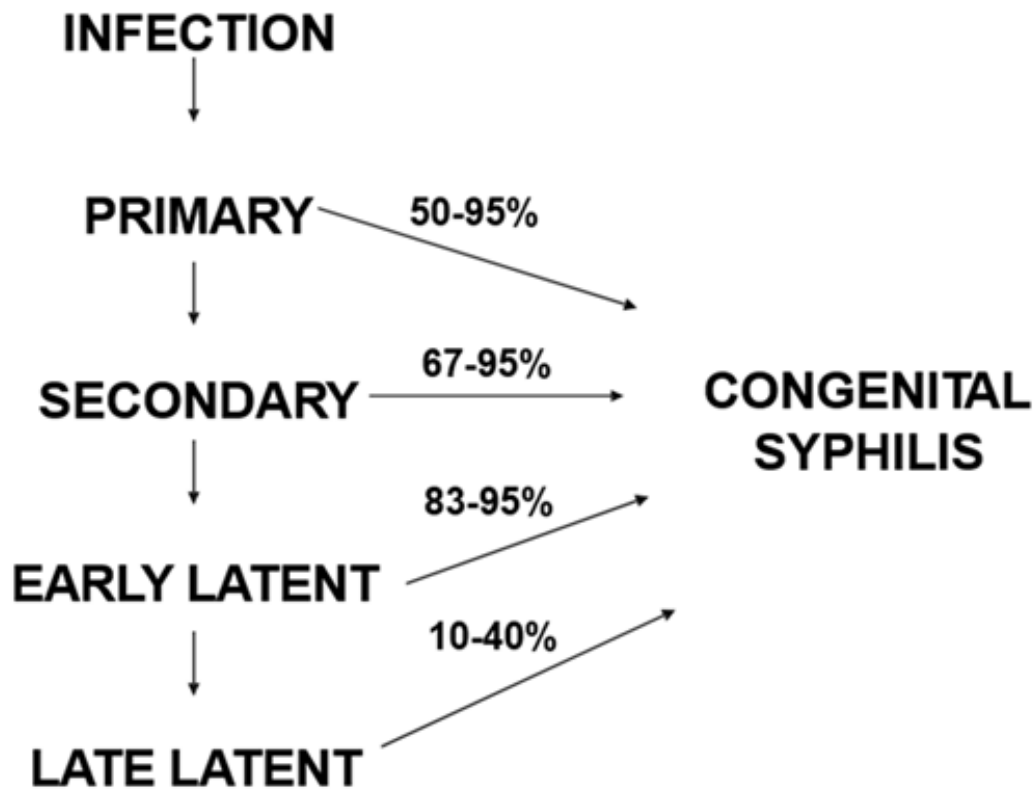 INFECTION
PRIMARY
50-95%
SECONDARY
67-95%
CONGENITAL
SYPHILIS
83-95%
EARLY LATENT
10-40%
LATE LATENT